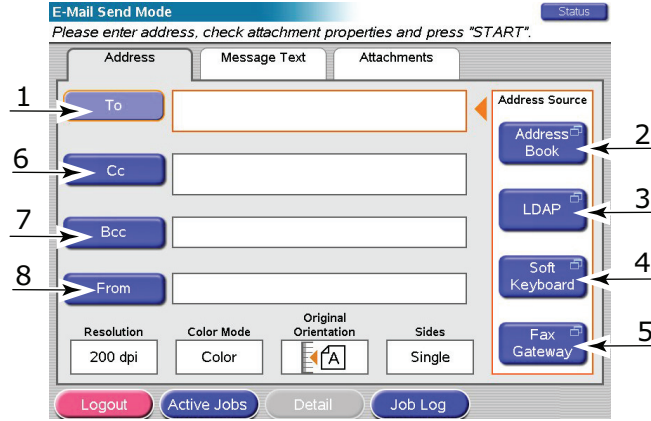 E-Mail Send Mode
Status
Please enter address, check attachment properties and press "START".
Address
Message Text
Attachments
1
To
Address Source
Address
Book
2
6
Cc
LDAP
3
7
Bcc
Soft
Keyboard
4
8
From
Resolution
Color Mode
Original
Orientation
Sides
200 dpi
Color
A
Single
Fax
Gateway
5
Logout
Active Jobs
Detail
Job Log